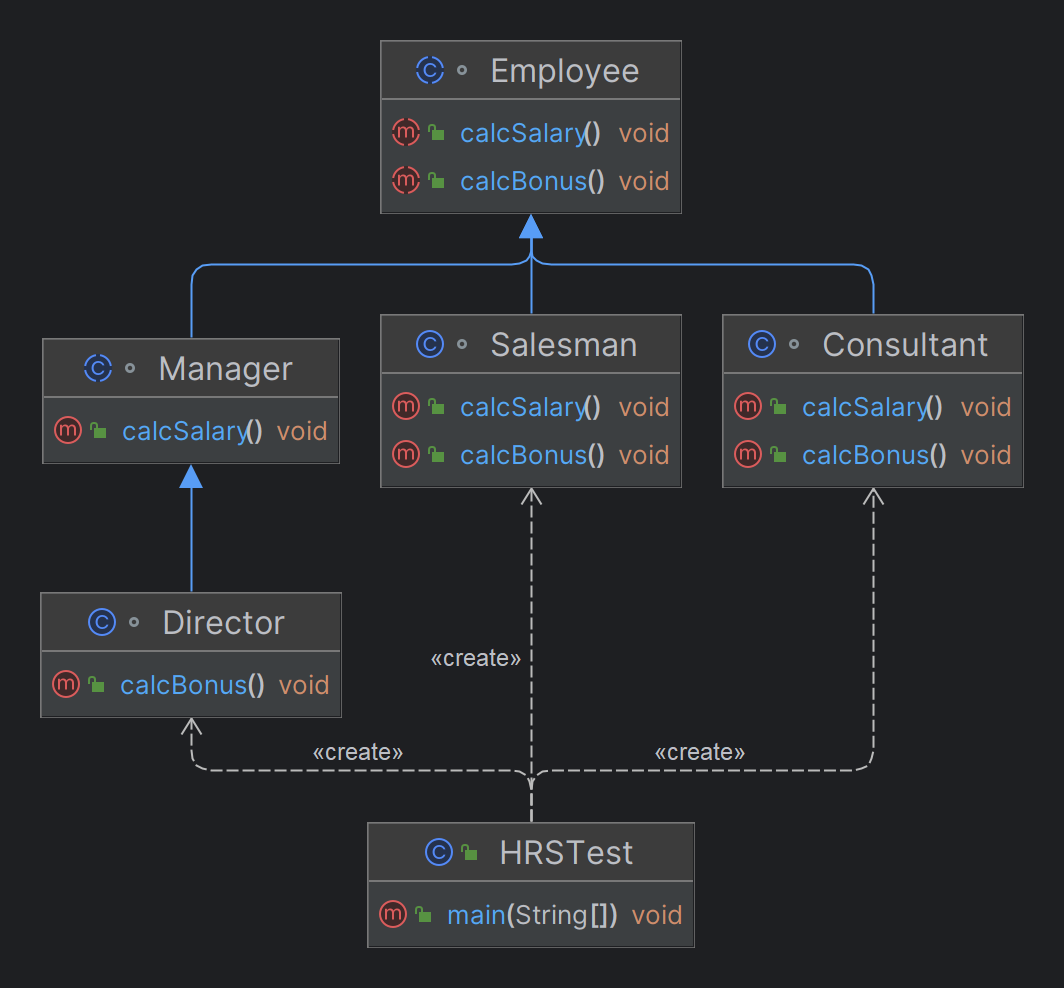 Employee
calcSalary() void
calcBonus() void
Manager
calcSalary() void
Salesman
calcSalary() void
calcBonus() void
Consultant
calcSalary() void
calcBonus() void
Director
calcBonus() void
«create»
«create»
«create»
HRSTest
main(String[]) void